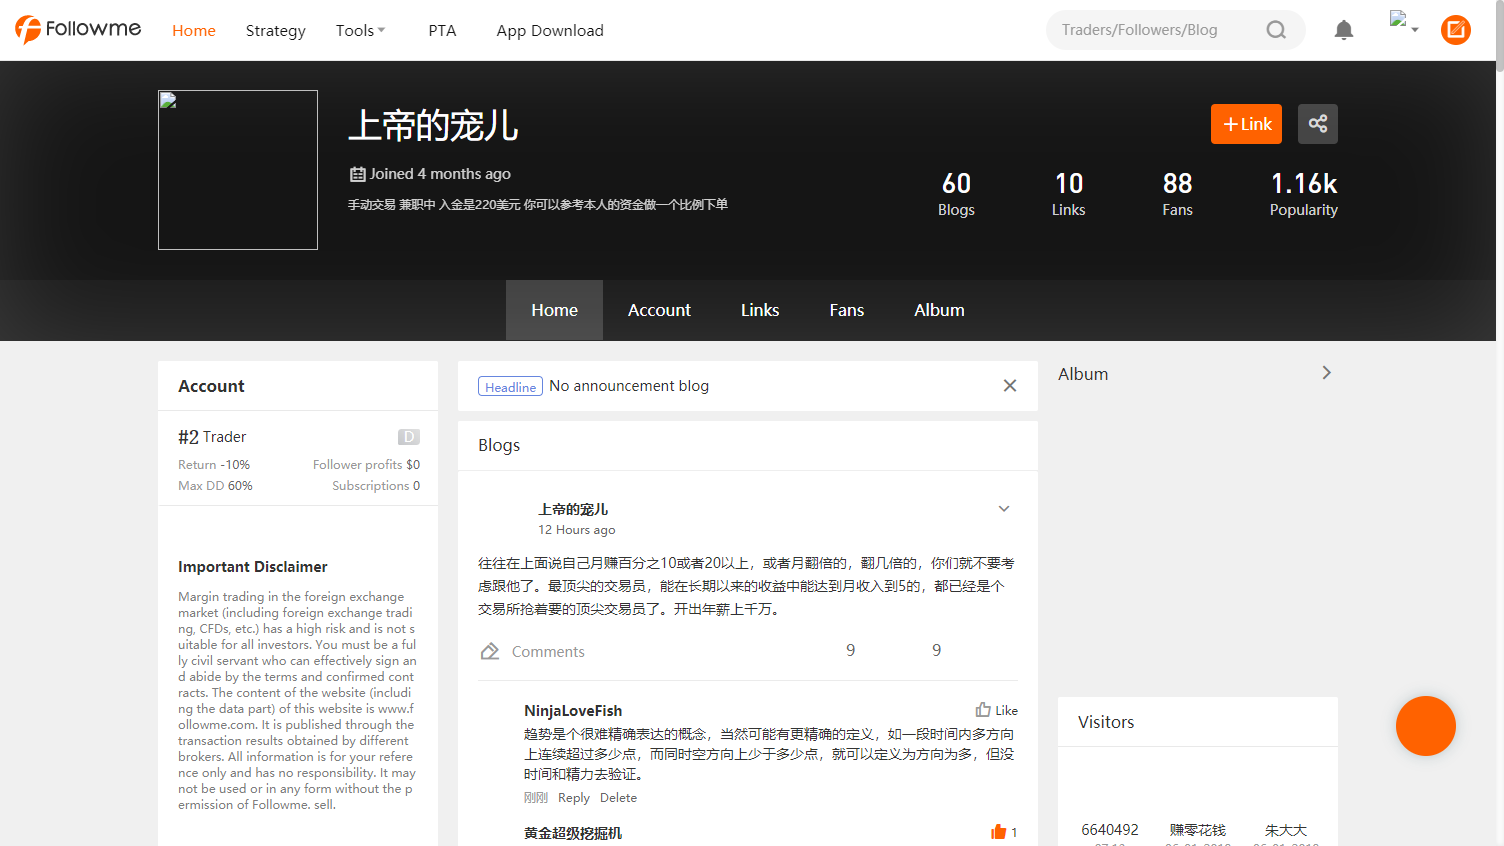 Followme Home Strategy Tools PTA App Download Traders/Followers/Blog
上帝的宠儿
+Link
Joined 4 months ago
手动交易 兼职中 入金是220美元 你可以参考本人的资金做一个比例下单
60 10 88 1.16k
Blogs Links Fans Popularity
Home Account Links Fans Album
Account
#2 Trader D
Return -10% Follower profits $0
Max DD 60% Subscriptions 0
Important Disclaimer
Margin trading in the foreign exchange
market (including foreign exchange tradi
ng, CFDs, etc.) has a high risk and is not s
uitable for all investors. You must be a ful
ly civil servant who can effectively sign an
d abide by the terms and confirmed cont
racts. The content of the website (includi
ng the data part) of this website is www.f
ollowme.com. It is published through the
transaction results obtained by different
brokers. All information is for your refere
nce only and has no responsibility. It may
not be used or in any form without the p
ermission of Followme. sell.
Headline No announcement blog
Blogs
上帝的宠儿
12 Hours ago
往往在上面说自己月赚百分之10或者20以上，或者月翻倍的，翻几倍的，你们就不要考
虑跟他了。最顶尖的交易员，能在长期以来的收益中能达到月收入到5的，都已经是个
交易所抢着要的顶尖交易员了。开出年薪上千万。
Comments 9 9
NinjaLoveFish Like
趋势是个很难精确表达的概念，当然可能有更精确的定义，如一段时间内多方向
上连续超过多少点，而同时空方向上少于多少点，就可以定义为方向为多，但没
时间和精力去验证。
刚刚 Reply Delete
黄金超级挖掘机 1
Album
Visitors
6640492 赚零花钱 朱大大